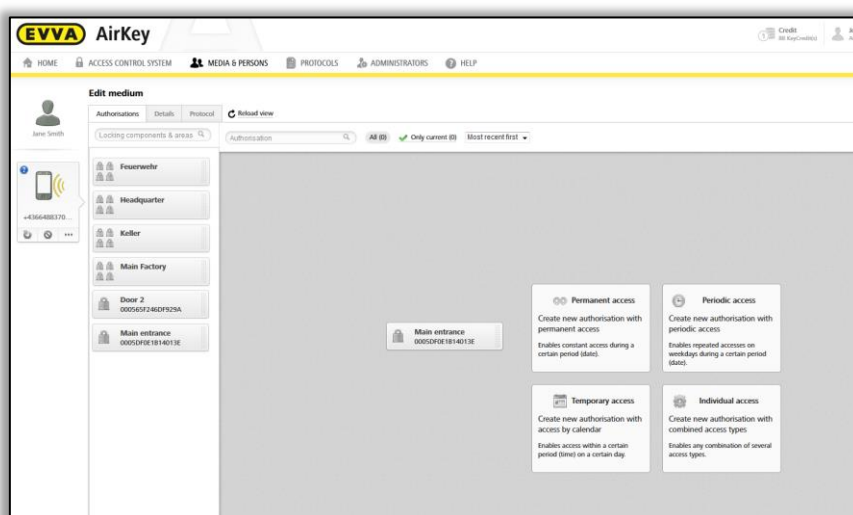 EVVA AirKey
Credit
88 KeyCredit(s)
HOME ACCESS CONTROL SYSTEM MEDIA & PERSONS PROTOCOLS ADMINISTRATORS HELP
Jane Smith
+4366488370...
Edit medium
Authorisations Details Protocol Reload view
Locking components & areas
Authorisation All (0) Only current (0) Most recent first
Feuerwehr
Headquarter
Keller
Main Factory
Door 2
000565F246DF929A
Main entrance
0005DF0E1814013E
Main entrance
0005DF0E1814013E
Permanent access
Create new authorisation with
permanent access
Enables constant access during a
certain period (date).
Periodic access
Create new authorisation with
periodic access
Enables repeated accesses on
weekdays during a certain period
(date).
Temporary access
Create new authorisation with
access by calendar
Enables access within a certain
period (time) on a certain day.
Individual access
Create new authorisation with
combined access types
Enables any combination of several
access types.